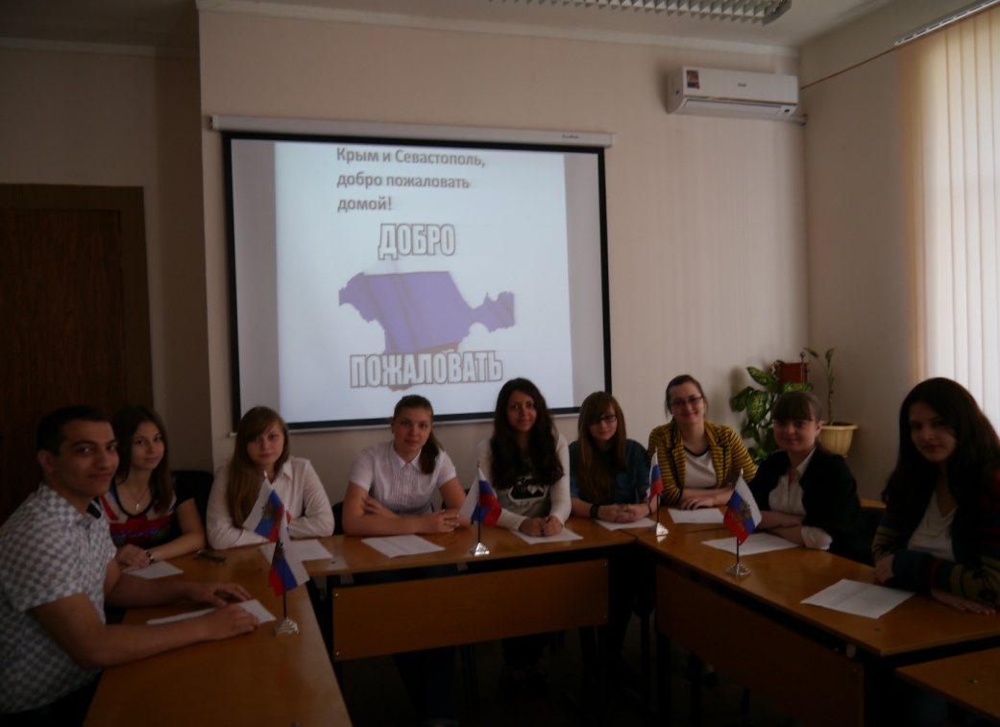 Крым и Севастополь,
добро пожаловать
домой!
ДОБРО
ПОЖАЛОВАТЬ